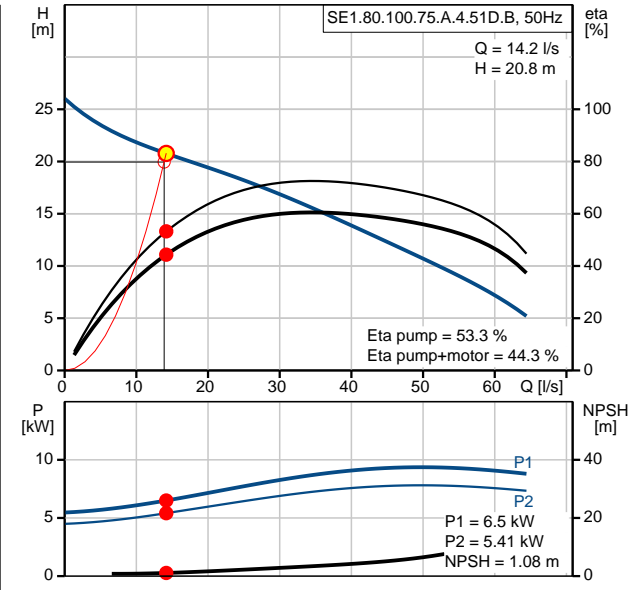 H
[m]
SE1.80.100.75.A.4.51D.B, 50Hz
eta
[%]
Q = 14.2 l/s
H = 20.8 m
25
100
20
80
15
60
10
40
5
20
Eta pump = 53.3 %
Eta pump+motor = 44.3 %
0
0
0
10
20
30
40
50
60
Q [l/s]
P
[kW]
NPSH
[m]
10
40
P1
P2
5
20
P1 = 6.5 kW
P2 = 5.41 kW
NPSH = 1.08 m
0
0